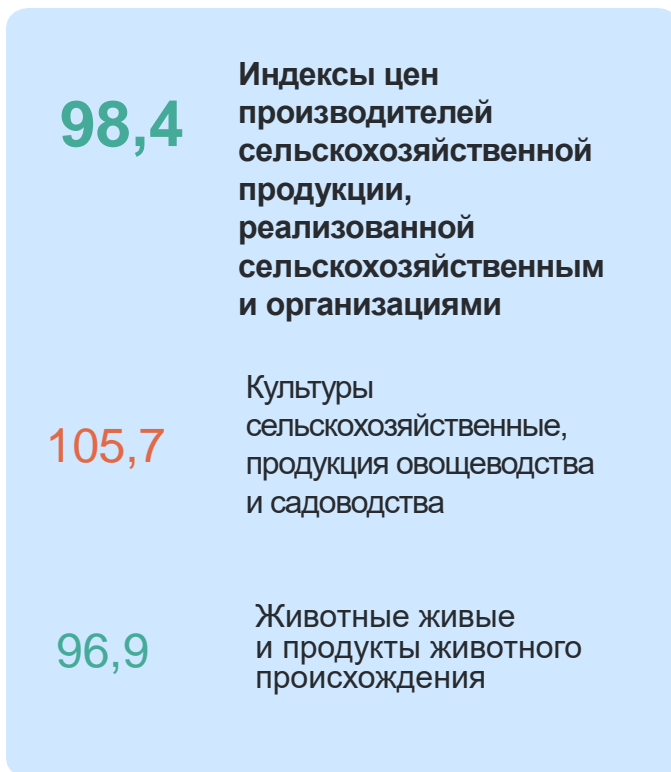 98,4
Индексы цен
производителей
сельскохозяйственной
продукции,
реализованной
сельскохозяйственным
и организациями
105,7
Культуры
сельскохозяйственные,
продукция овощеводства
и садоводства
96,9
Животные живые
и продукты животного
происхождения